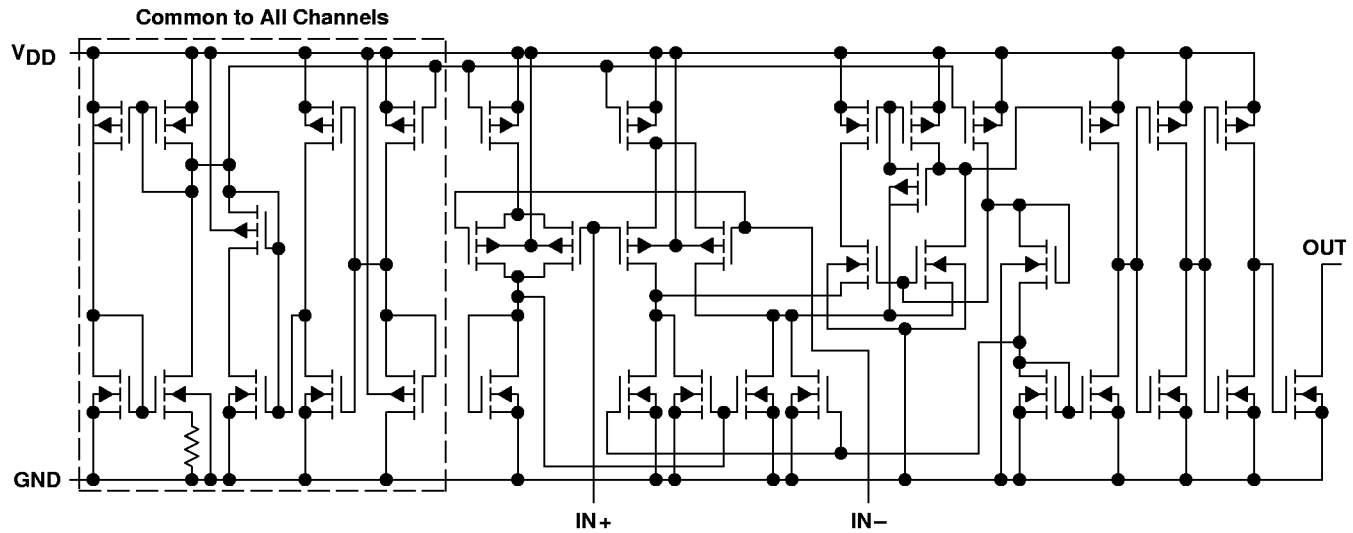 Common to All Channels
VDD
OUT
GND
IN+
IN−